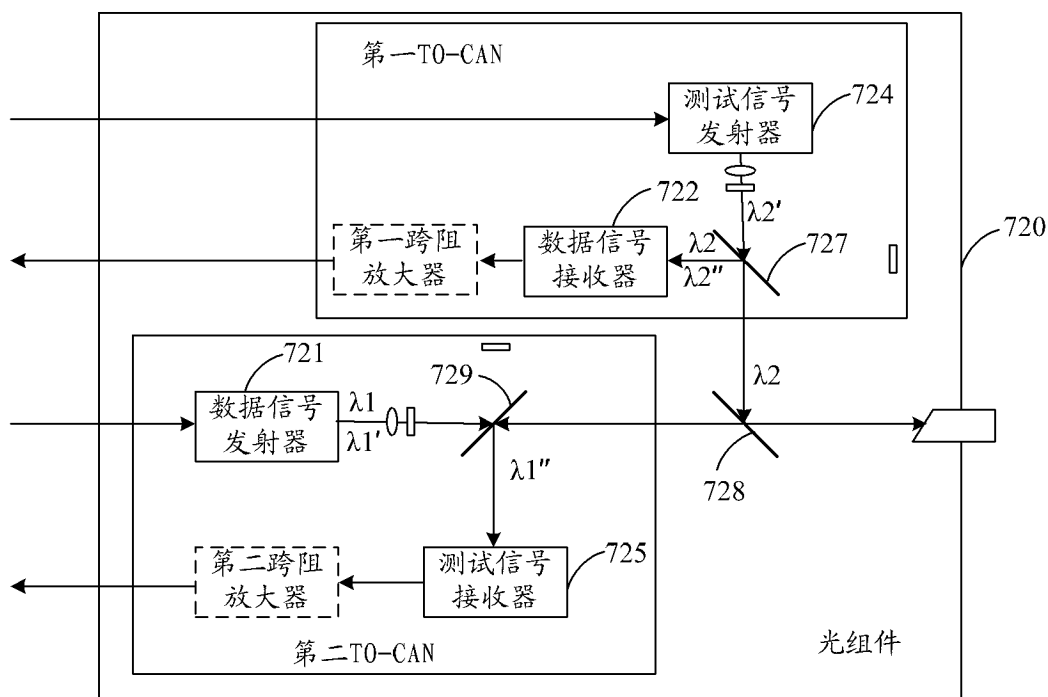 第一TO-CAN
测试信号
发射器
724
722
λ2′
720
第一跨阻
放大器
数据信号
接收器
λ2
λ2″
727
721
729
λ2
数据信号
发射器
λ1
λ1′
λ1″
728
第二跨阻
放大器
测试信号
接收器
725
第二TO-CAN
光组件